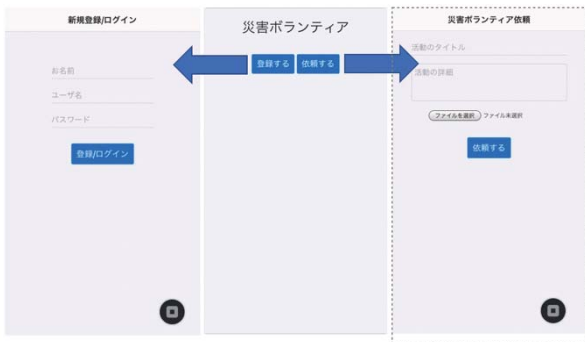 新規登録/ログイン
お名前
ユーザ名
パスワード
登録/ログイン
災害ボランティア
登録する 依頼する
災害ボランティア依頼
活動のタイトル
活動の詳細
ファイルを選択 ファイル未選択
依頼する